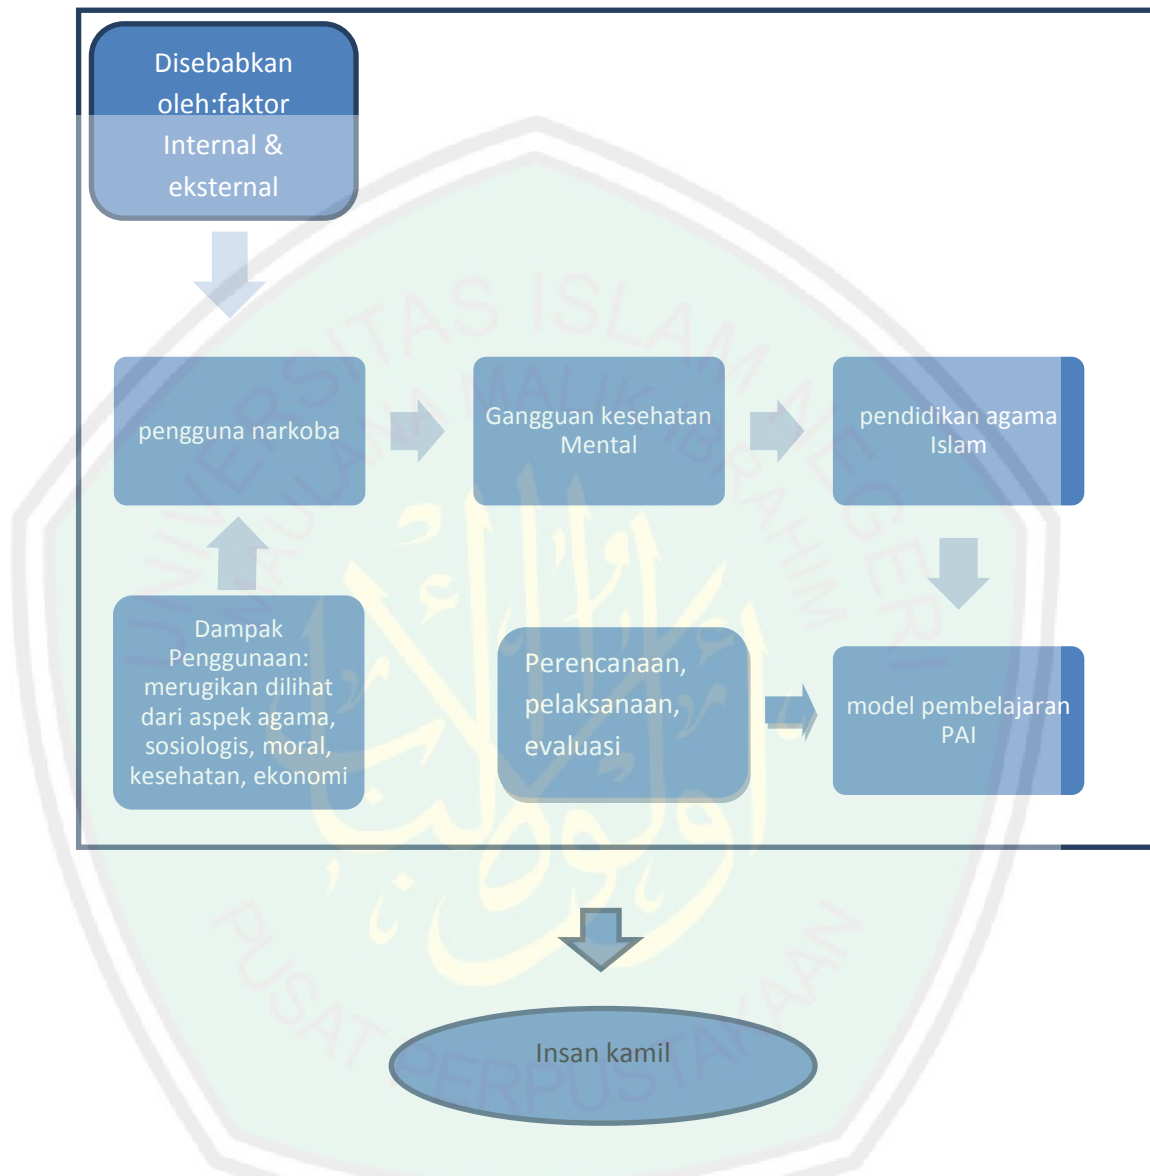 Disebabkan
oleh:faktor
Internal &
eksternal
pengguna narkoba
Gangguan kesehatan
Mental
pendidikan agama
Islam
Dampak
Penggunaan:
merugikan dilihat
dari aspek agama,
sosiologis, moral,
kesehatan, ekonomi
Perencanaan,
pelaksanaan,
evaluasi
model pembelajaran
PAI
Insan kamil
UNIVERSITAS ISLAM NEGERI
MAULANA MALIK IBRAHIM
PUSAT PERPUSTAKAAN